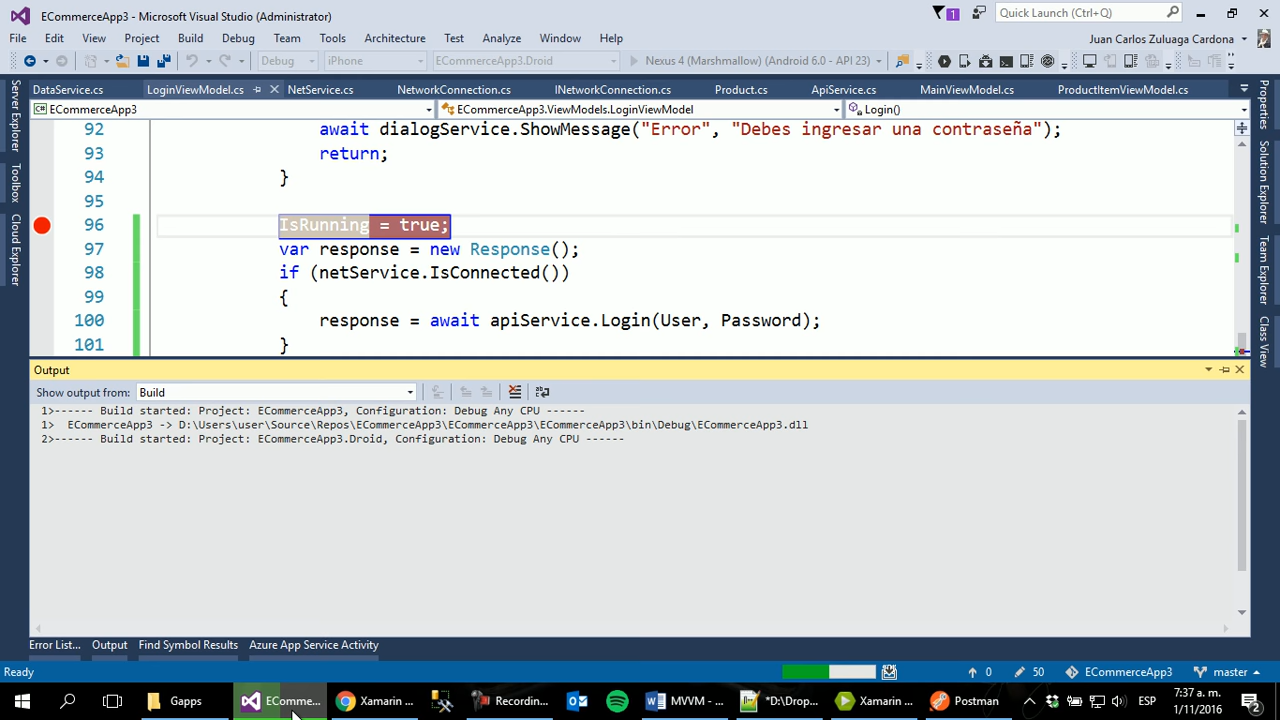 ECommerceApp3 - Microsoft Visual Studio (Administrator)
1
Quick Launch (Ctrl+Q)
File Edit View Project Build Debug Team Tools Architecture Test Analyze Window Help
Juan Carlos Zuluaga Cardona
Debug iPhone ECommerceApp3.Droid Nexus 4 (Marshmallow) (Android 6.0 - API 23)
DataService.cs LoginViewModel.cs NetService.cs NetworkConnection.cs INetworkConnection.cs Product.cs ApiService.cs MainViewModel.cs ProductItemViewModel.cs
ECommerceApp3 ECommerceApp3.ViewModels.LoginViewModel Login()
Server Explorer
Toolbox
Cloud Explorer
92 await dialogService.ShowMessage("Error", "Debes ingresar una contraseña");
93 return;
94 }
95
96 IsRunning = true;
97 var response = new Response();
98 if (netService.IsConnected())
99 {
100 response = await apiService.Login(User, Password);
101 }
Properties
Solution Explorer
Team Explorer
Class View
Output
Show output from: Build
1>------ Build started: Project: ECommerceApp3, Configuration: Debug Any CPU ------
1> ECommerceApp3 -> D:\Users\user\Source\Repos\ECommerceApp3\ECommerceApp3\ECommerceApp3\bin\Debug\ECommerceApp3.dll
2>------ Build started: Project: ECommerceApp3.Droid, Configuration: Debug Any CPU ------
Error List... Output Find Symbol Results Azure App Service Activity
Ready 0 50 ECommerceApp3 master
Gapps EComme... Xamarin ... Recordin... MVVM - ... *D:\Drop... Xamarin ... Postman ESP 7:37 a. m.
1/11/2016 2